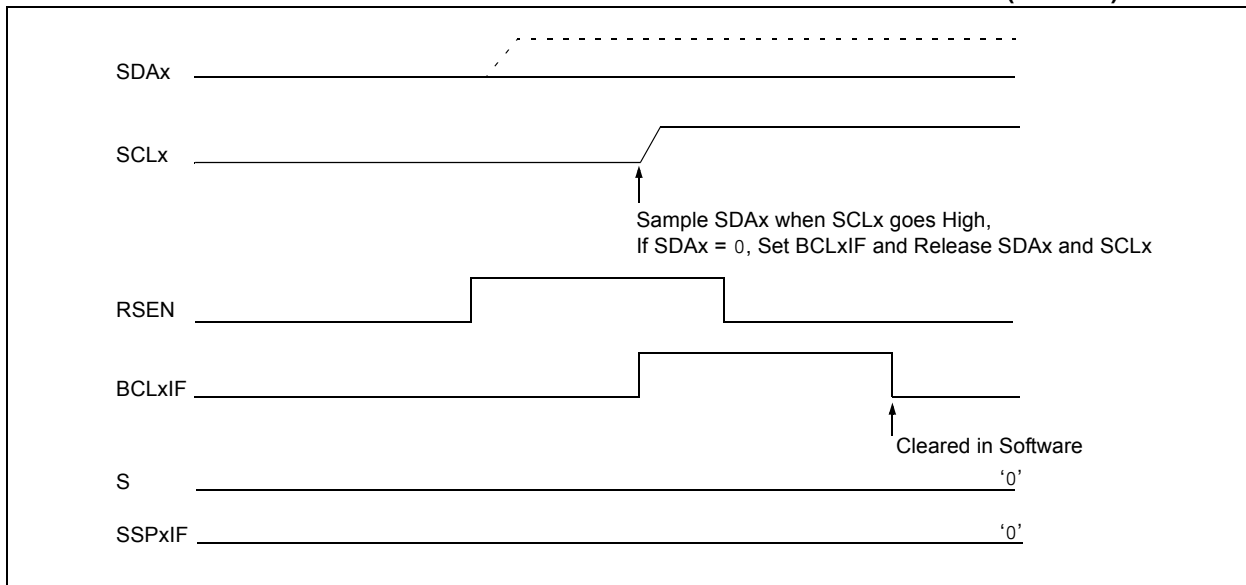 SDAx
SCLx
Sample SDAx when SCLx goes High,
If SDAx = 0, Set BCLxIF and Release SDAx and SCLx
RSEN
BCLxIF
Cleared in Software
S
‘0’
SSPxIF
‘0’